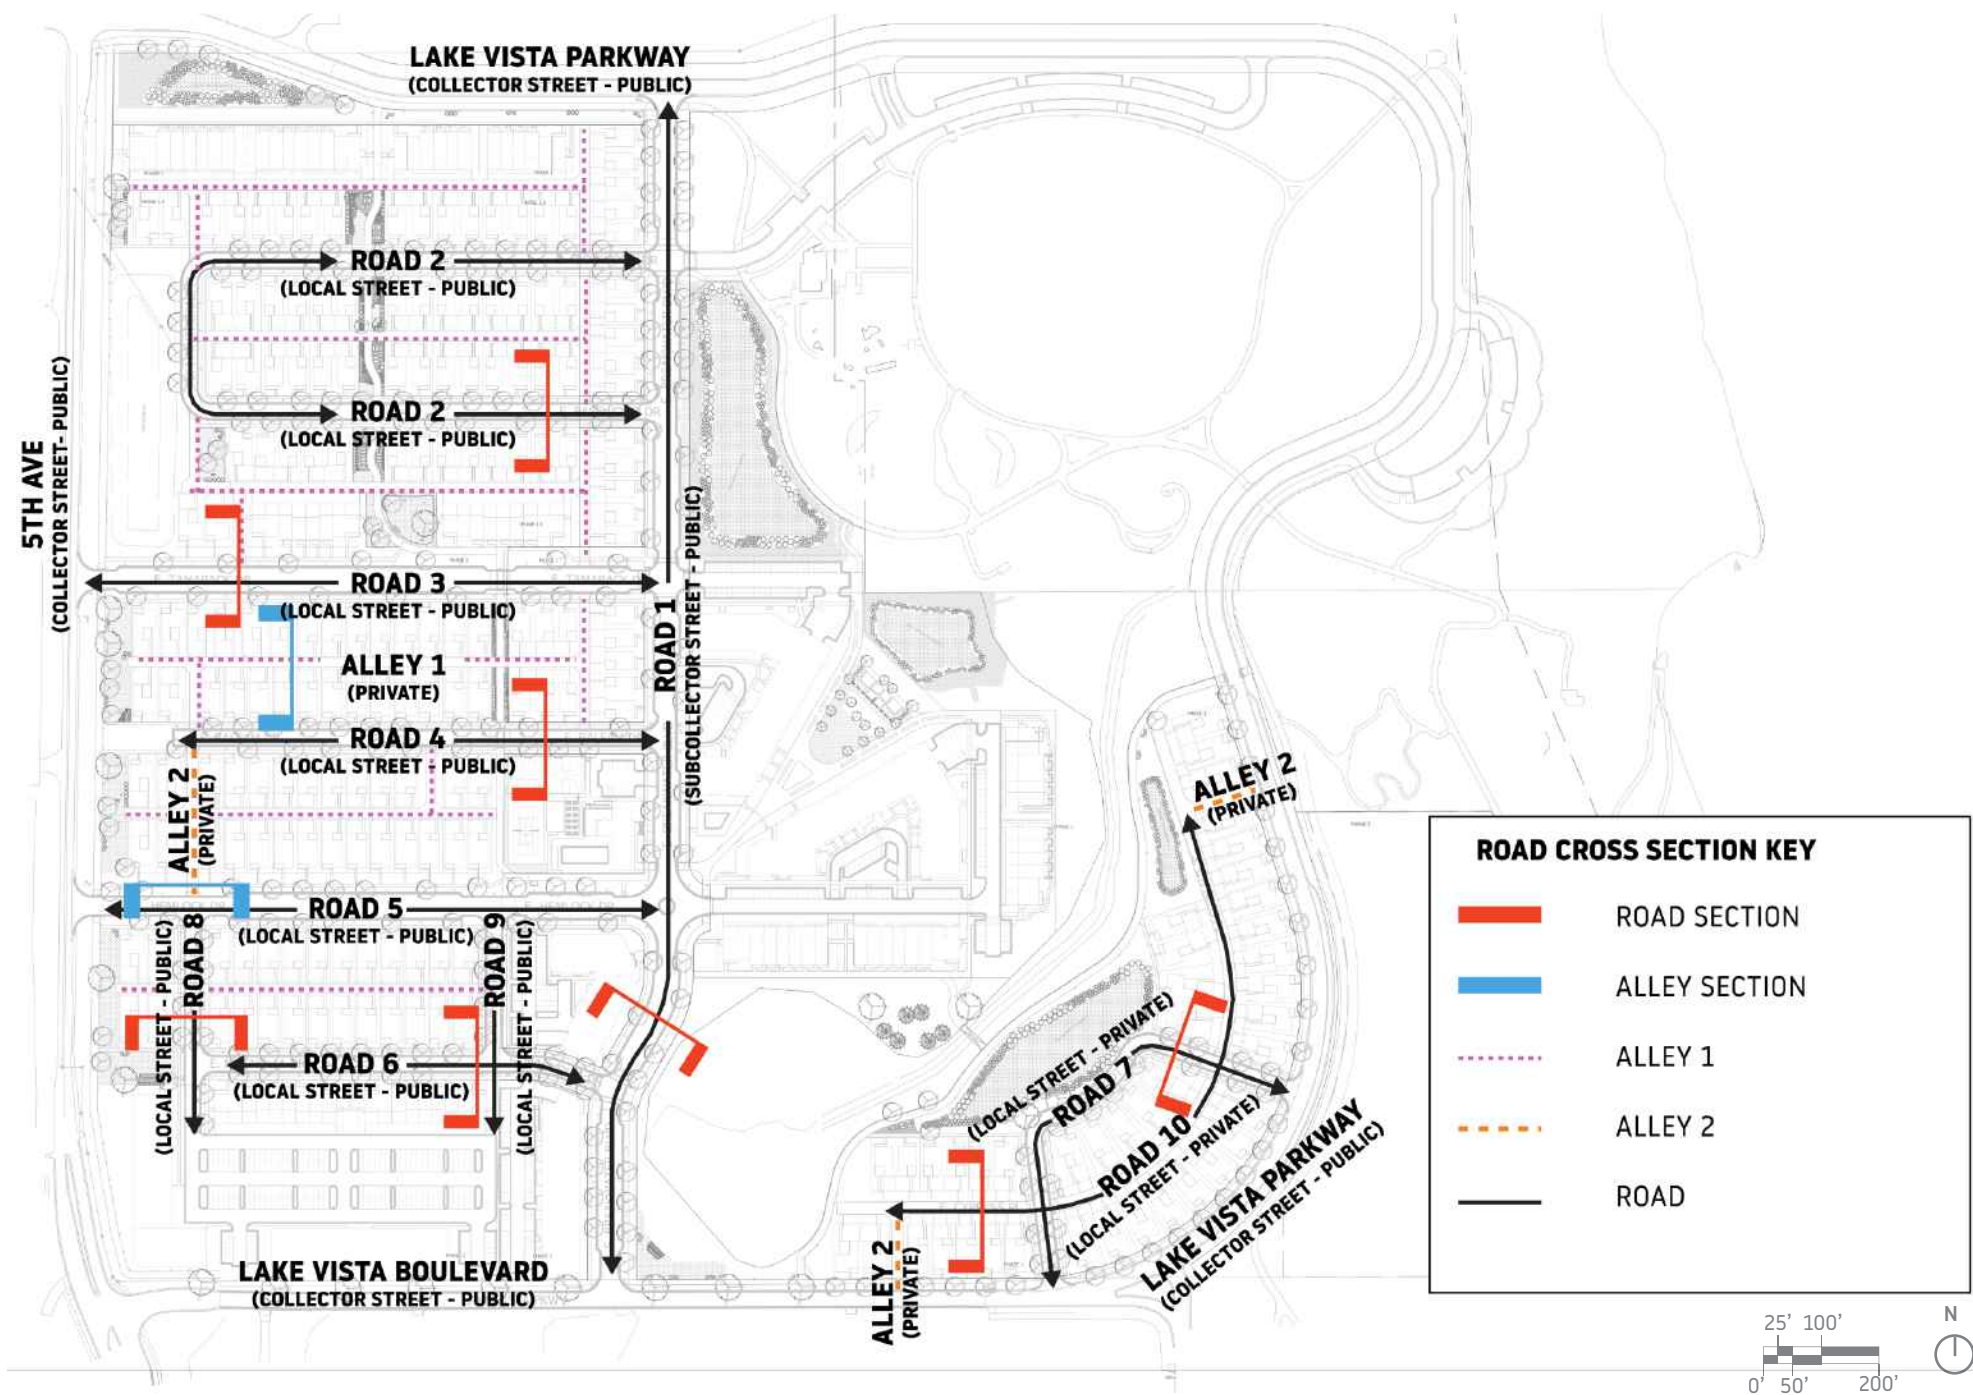 LAKE VISTA PARKWAY
(COLLECTOR STREET - PUBLIC)
ROAD 2
(LOCAL STREET - PUBLIC)
ROAD 2
(LOCAL STREET - PUBLIC)
5TH AVE
(COLLECTOR STREET- PUBLIC)
ROAD 3
(LOCAL STREET - PUBLIC)
ROAD 1
(SUBCOLLECTOR STREET - PUBLIC)
ALLEY 1
(PRIVATE)
ROAD 4
(LOCAL STREET - PUBLIC)
ALLEY 2
(PRIVATE)
ALLEY 2
(PRIVATE)
ROAD 5
(LOCAL STREET - PUBLIC)
ROAD 8
(LOCAL STREET - PUBLIC)
ROAD 9
(LOCAL STREET - PUBLIC)
ROAD 6
(LOCAL STREET - PUBLIC)
(LOCAL STREET - PRIVATE)
ROAD 7
ROAD 10
(LOCAL STREET - PRIVATE)
LAKE VISTA PARKWAY
(COLLECTOR STREET - PUBLIC)
LAKE VISTA BOULEVARD
(COLLECTOR STREET - PUBLIC)
ALLEY 2
(PRIVATE)
ROAD CROSS SECTION KEY
ROAD SECTION
ALLEY SECTION
ALLEY 1
ALLEY 2
ROAD
25' 100'
0' 50' 200'
N